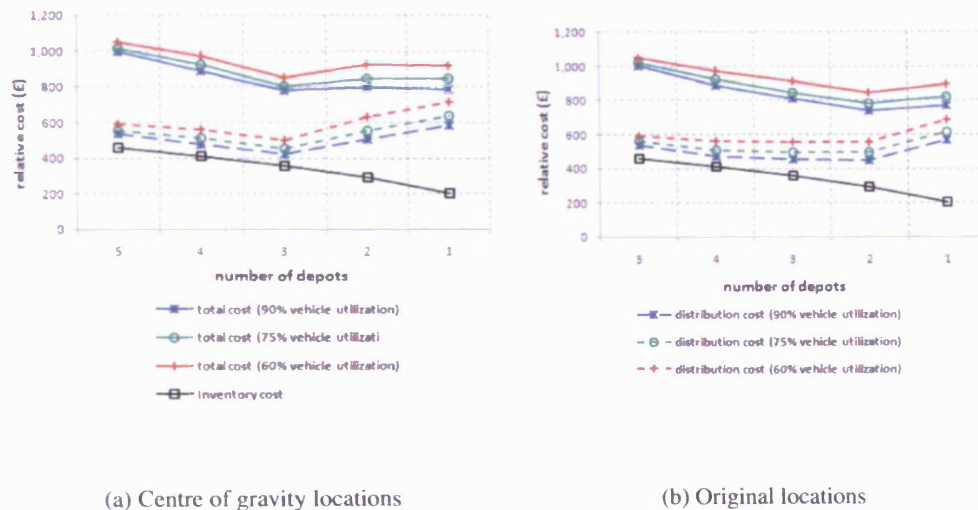 1,200
1,000
800
600
400
200
0
relative cost (£)
5 4 3 2 1
number of depots
total cost (90% vehicle utilization)
total cost (75% vehicle utilizati
total cost (60% vehicle utilization)
Inventory cost
(a) Centre of gravity locations
1,200
1,000
800
600
400
200
0
relative cost (£)
5 4 3 2 1
number of depots
distribution cost (90% vehicle utilization)
distribution cost (75% vehicle utilization)
distribution cost (60% vehicle utilization)
(b) Original locations